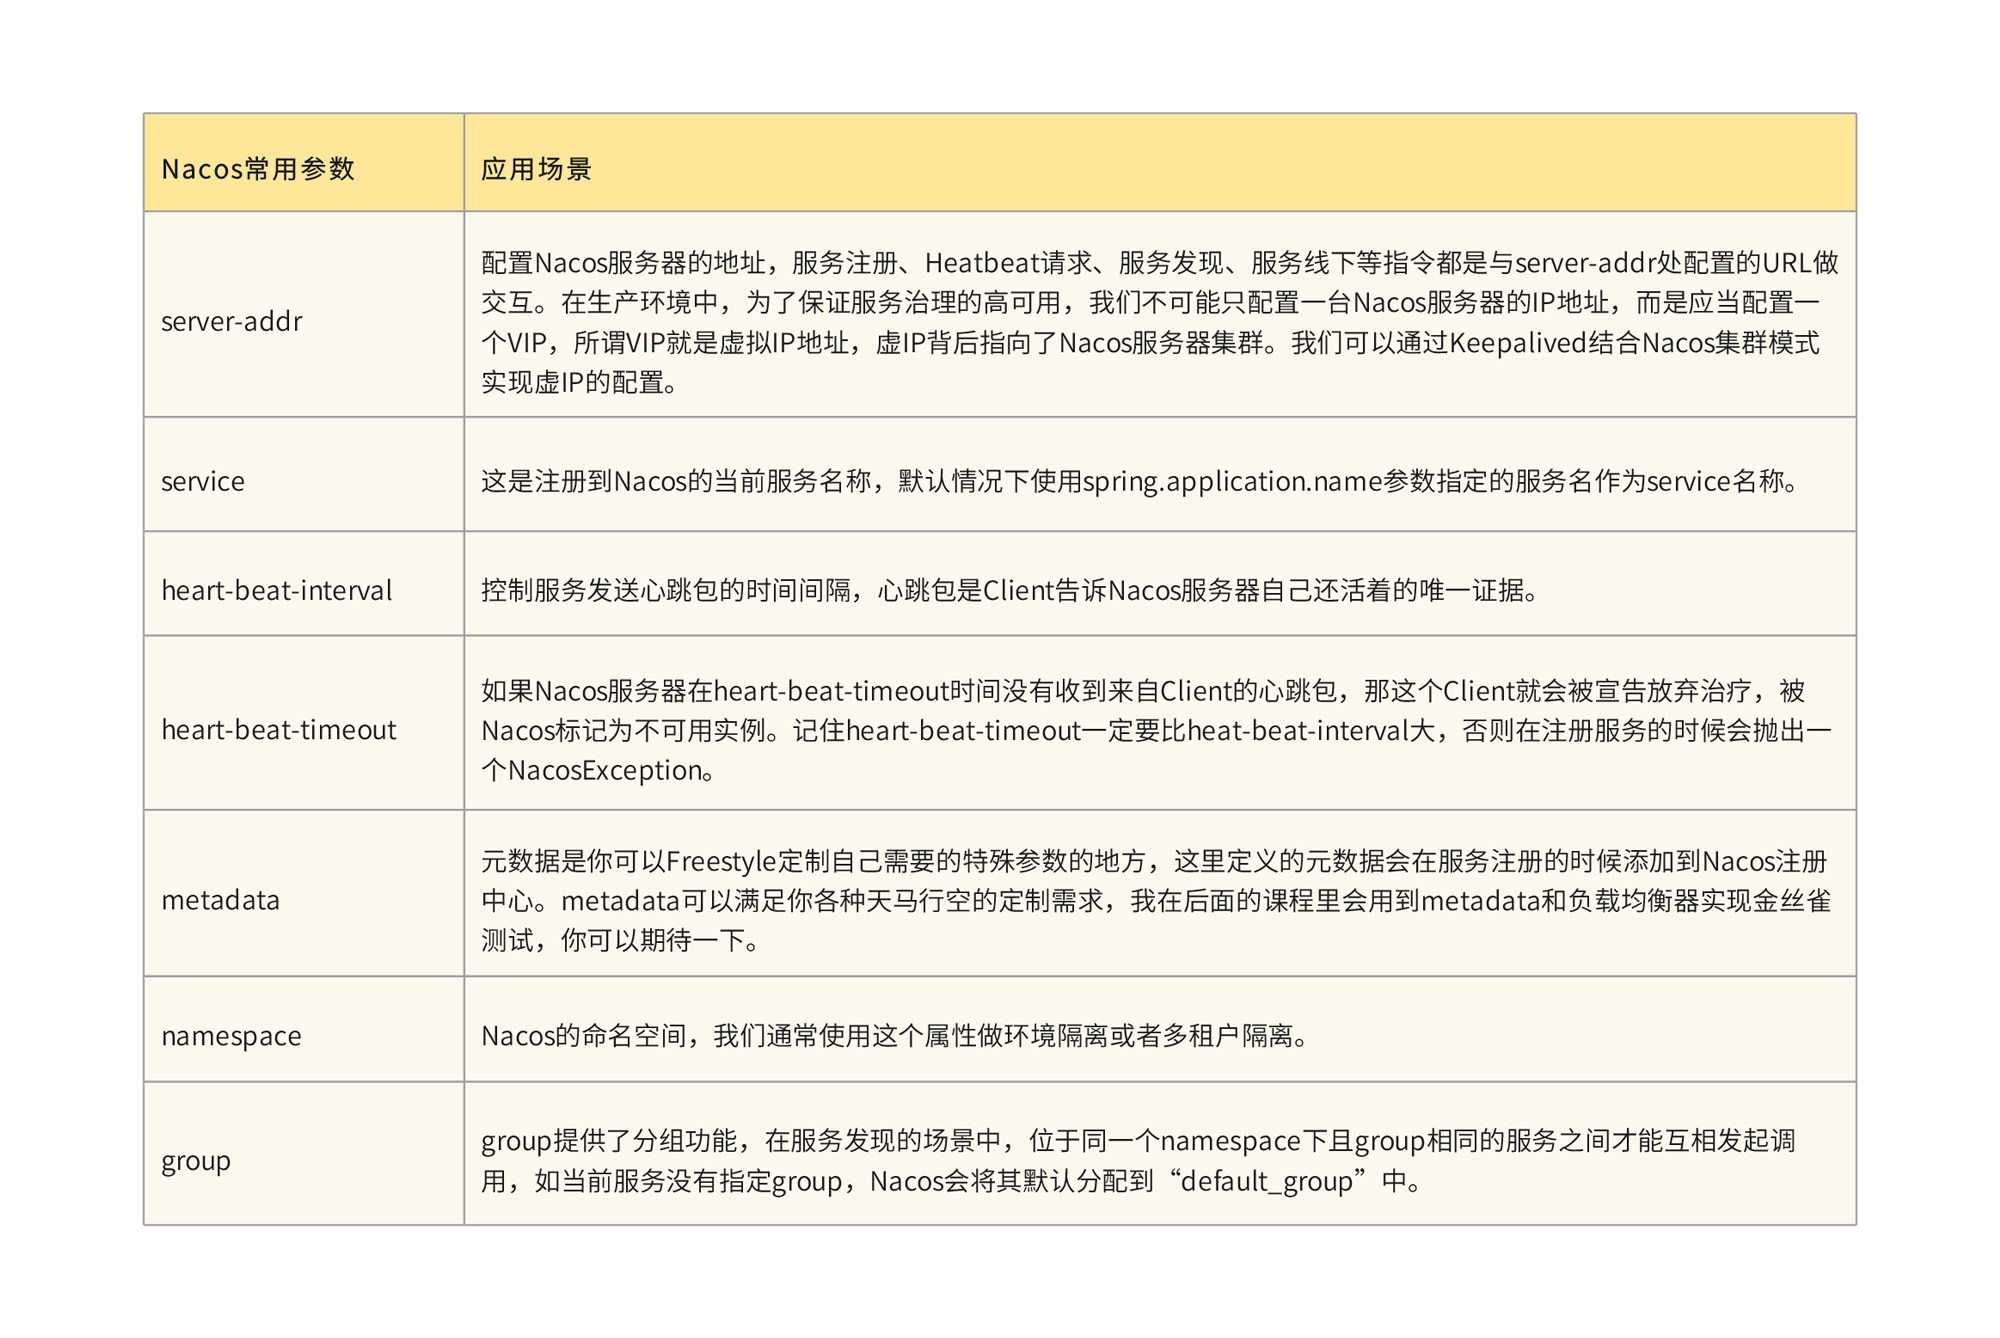 Nacos常用参数
应用场景
server-addr
配置Nacos服务器的地址，服务注册、Heatbeat请求、服务发现、服务线下等指令都是与server-addr处配置的URL做
交互。在生产环境中，为了保证服务治理的高可用，我们不可能只配置一台Nacos服务器的IP地址，而是应当配置一
个VIP，所谓VIP就是虚拟IP地址，虚IP背后指向了Nacos服务器集群。我们可以通过Keepalived结合Nacos集群模式
实现虚IP的配置。
service
这是注册到Nacos的当前服务名称，默认情况下使用spring.application.name参数指定的服务名作为service名称。
heart-beat-interval
控制服务发送心跳包的时间间隔，心跳包是Client告诉Nacos服务器自己还活着的唯一证据。
heart-beat-timeout
如果Nacos服务器在heart-beat-timeout时间没有收到来自Client的心跳包，那这个Client就会被宣告放弃治疗，被
Nacos标记为不可用实例。记住heart-beat-timeout一定要比heat-beat-interval大，否则在注册服务的时候会抛出一
个NacosException。
metadata
元数据是你可以Freestyle定制自己需要的特殊参数的地方，这里定义的元数据会在服务注册的时候添加到Nacos注册
中心。metadata可以满足你各种天马行空的定制需求，我在后面的课程里会用到metadata和负载均衡器实现金丝雀
测试，你可以期待一下。
namespace
Nacos的命名空间，我们通常使用这个属性做环境隔离或者多租户隔离。
group
group提供了分组功能，在服务发现的场景中，位于同一个namespace下且group相同的服务之间才能互相发起调
用，如当前服务没有指定group，Nacos会将其默认分配到“default_group”中。